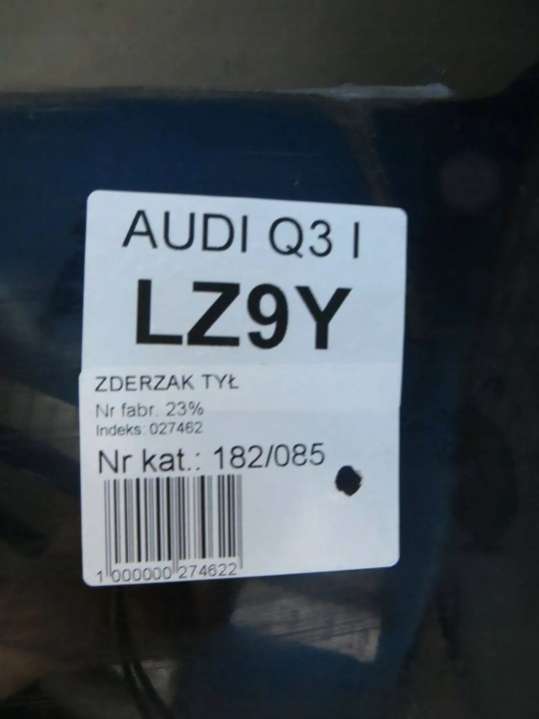 AUDI Q3 I
LZ9Y
ZDERZAK TYŁ
Nr fabr. 23%
Indeks: 027462
Nr kat.: 182/085
1 000000 274622